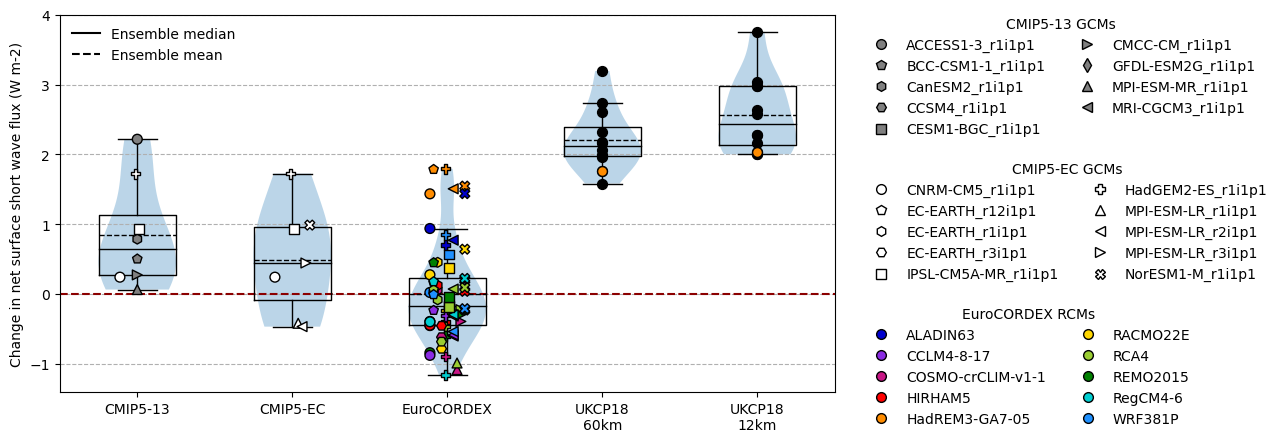 Change in net surface short wave flux (W m-2)
4
3
2
1
0
−1
Ensemble median
Ensemble mean
CMIP5-13
CMIP5-EC
EuroCORDEX
UKCP18
60km
UKCP18
12km
CMIP5-13 GCMs
ACCESS1-3_r1i1p1
BCC-CSM1-1_r1i1p1
CanESM2_r1i1p1
CCSM4_r1i1p1
CESM1-BGC_r1i1p1
CMCC-CM_r1i1p1
GFDL-ESM2G_r1i1p1
MPI-ESM-MR_r1i1p1
MRI-CGCM3_r1i1p1
CMIP5-EC GCMs
CNRM-CM5_r1i1p1
EC-EARTH_r12i1p1
EC-EARTH_r1i1p1
EC-EARTH_r3i1p1
IPSL-CM5A-MR_r1i1p1
HadGEM2-ES_r1i1p1
MPI-ESM-LR_r1i1p1
MPI-ESM-LR_r2i1p1
MPI-ESM-LR_r3i1p1
NorESM1-M_r1i1p1
EuroCORDEX RCMs
ALADIN63
CCLM4-8-17
COSMO-crCLIM-v1-1
HIRHAM5
HadREM3-GA7-05
RACMO22E
RCA4
REMO2015
RegCM4-6
WRF381P